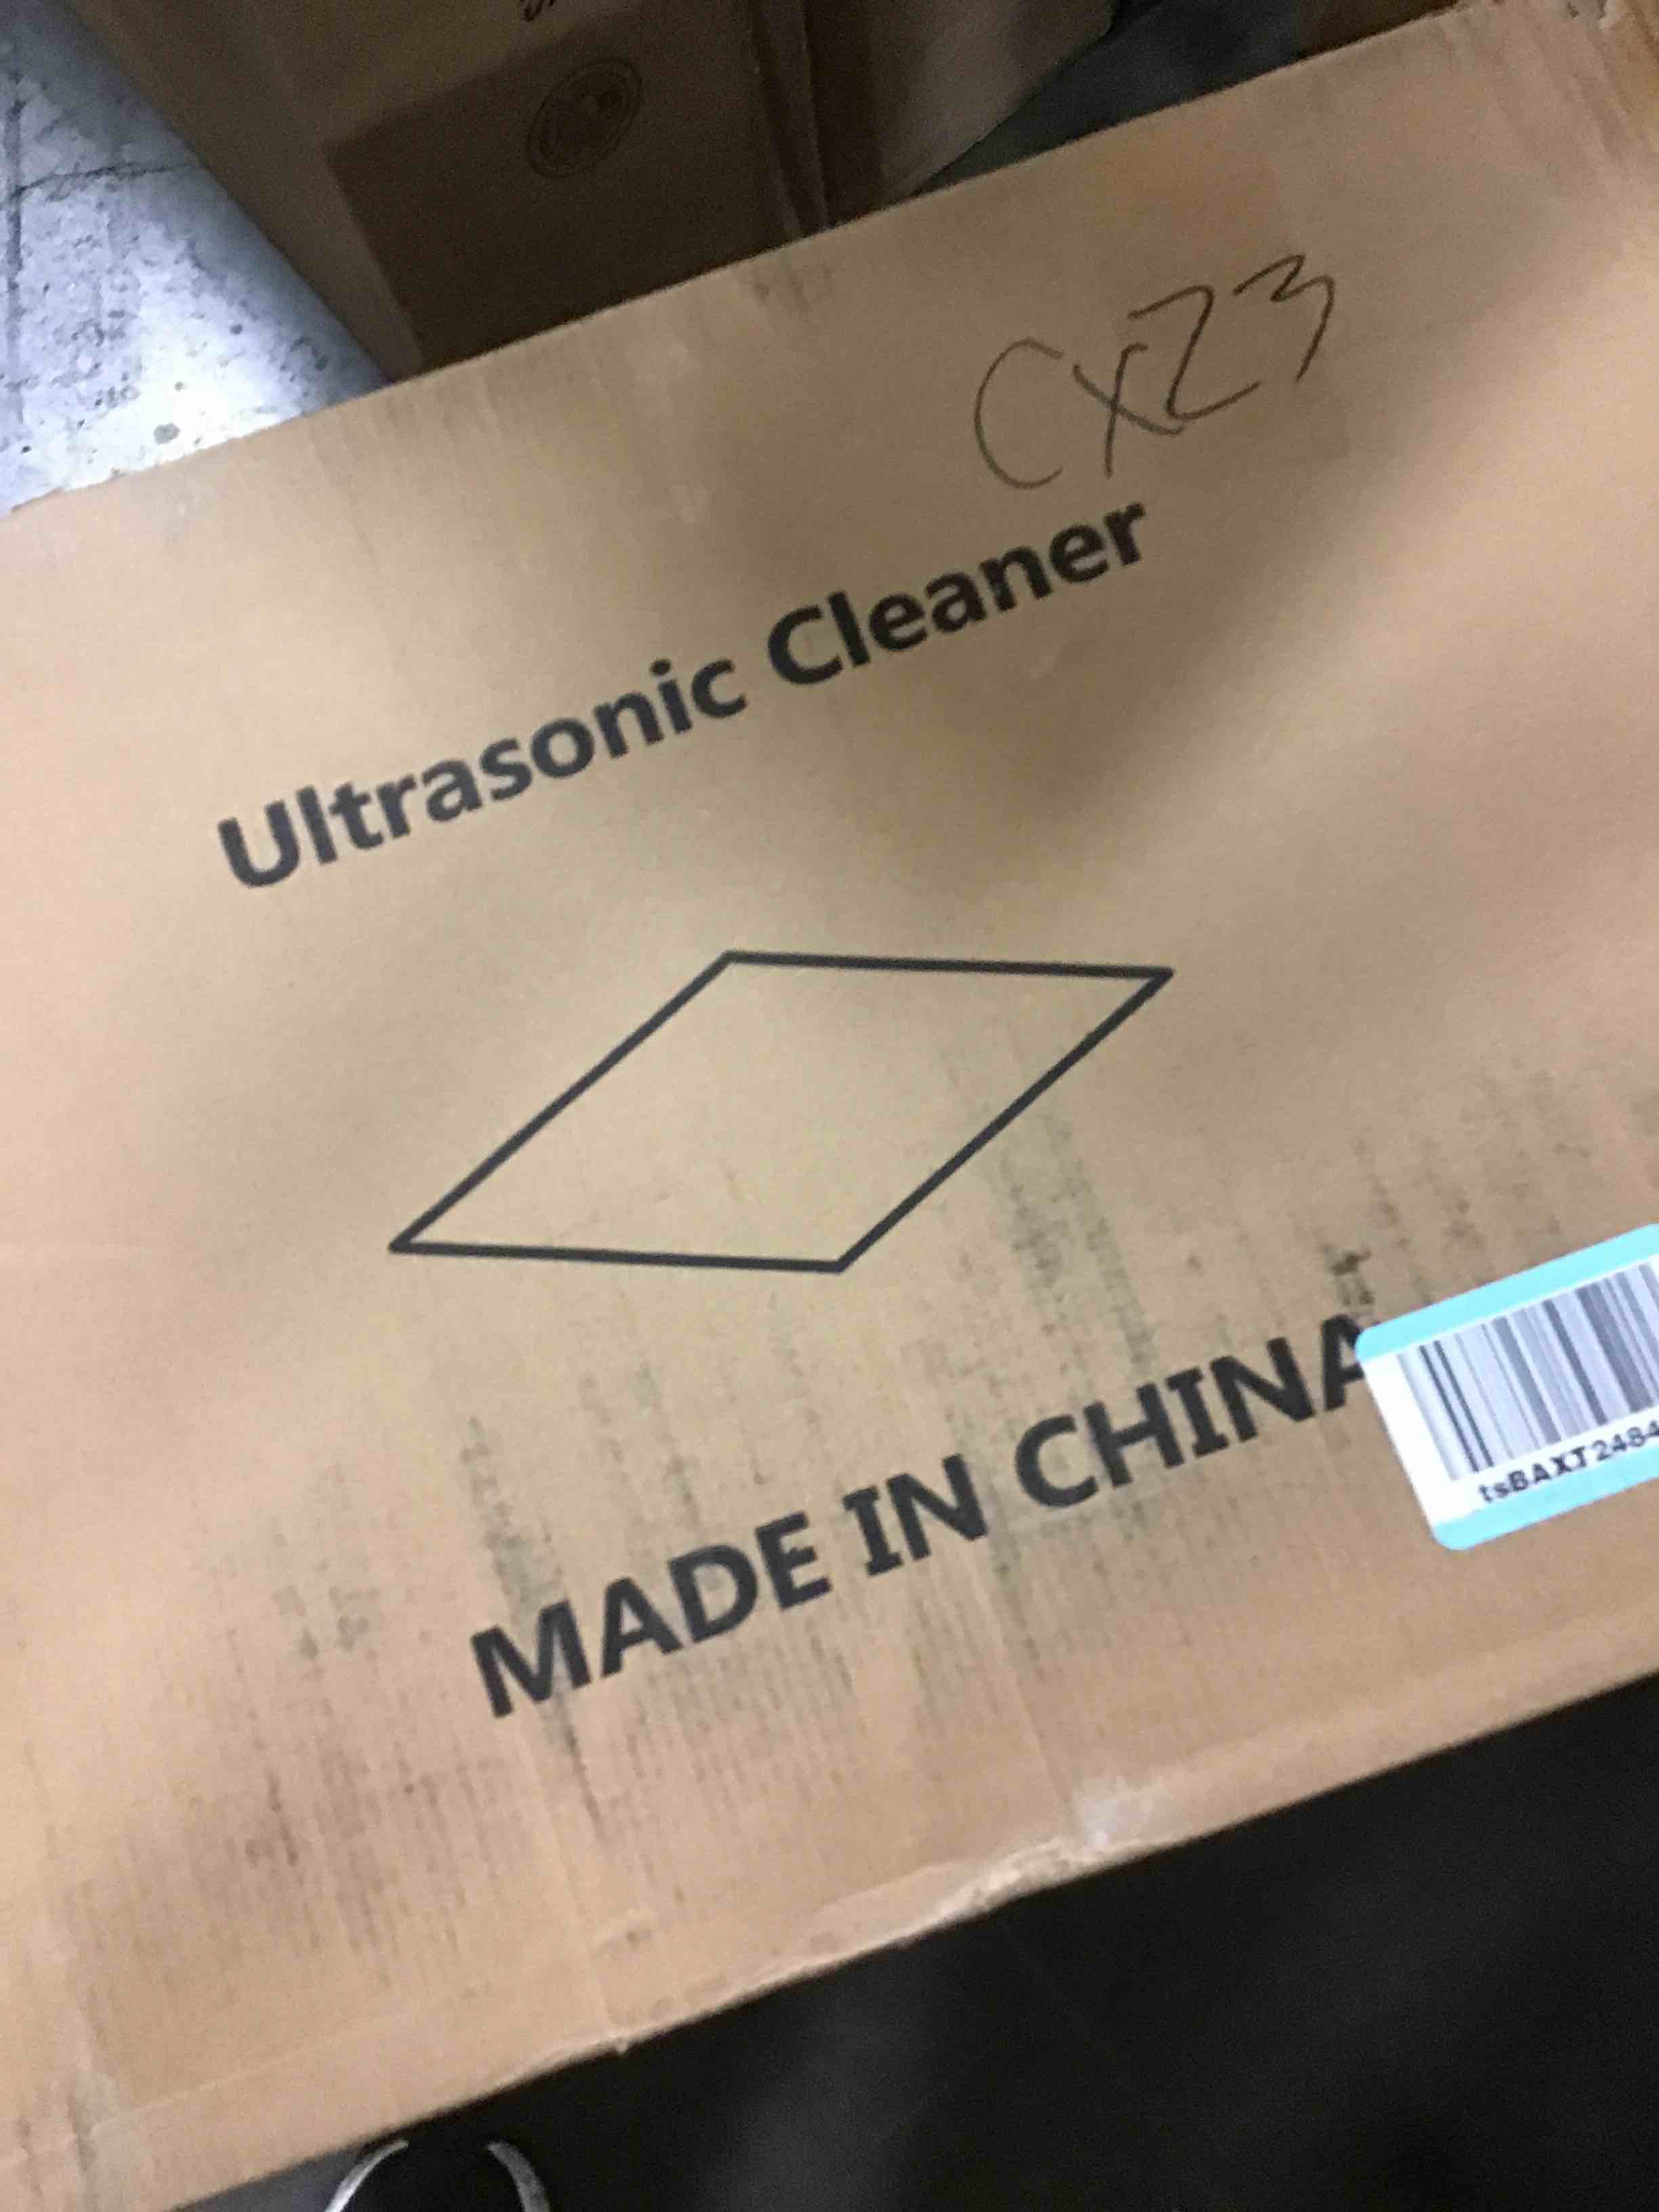 CXZ3
Ultrasonic Cleaner
MADE IN CHINA
tsBAXT2484